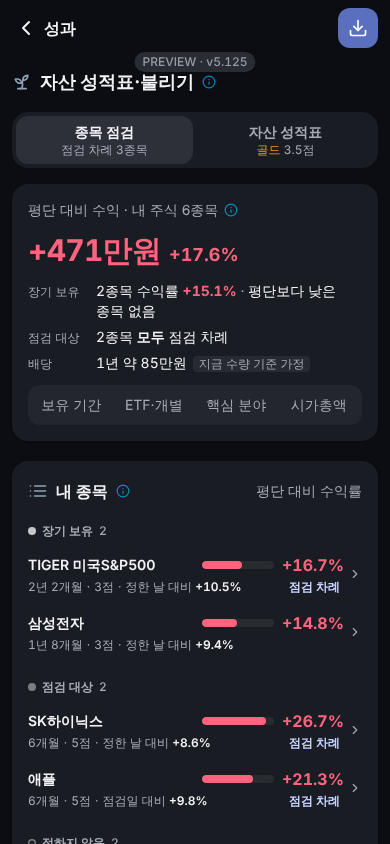 성과
PREVIEW · v5.125
자산 성적표·불리기
종목 점검
점검 차례 3종목
자산 성적표
골드 3.5점
평단 대비 수익 · 내 주식 6종목
+471만원 +17.6%
장기 보유 2종목 수익률 +15.1% · 평단보다 낮은
종목 없음
점검 대상 2종목 모두 점검 차례
배당 1년 약 85만원 지금 수량 기준 가정
보유 기간 ETF·개별 핵심 분야 시가총액
내 종목 평단 대비 수익률
장기 보유 2
TIGER 미국S&P500 +16.7%
2년 2개월 · 3점 · 정한 날 대비 +10.5% 점검 차례
삼성전자 +14.8%
1년 8개월 · 3점 · 정한 날 대비 +9.4%
점검 대상 2
SK하이닉스 +26.7%
6개월 · 5점 · 정한 날 대비 +8.6% 점검 차례
애플 +21.3%
6개월 · 5점 · 점검일 대비 +9.8% 점검 차례
정하지 않음 2